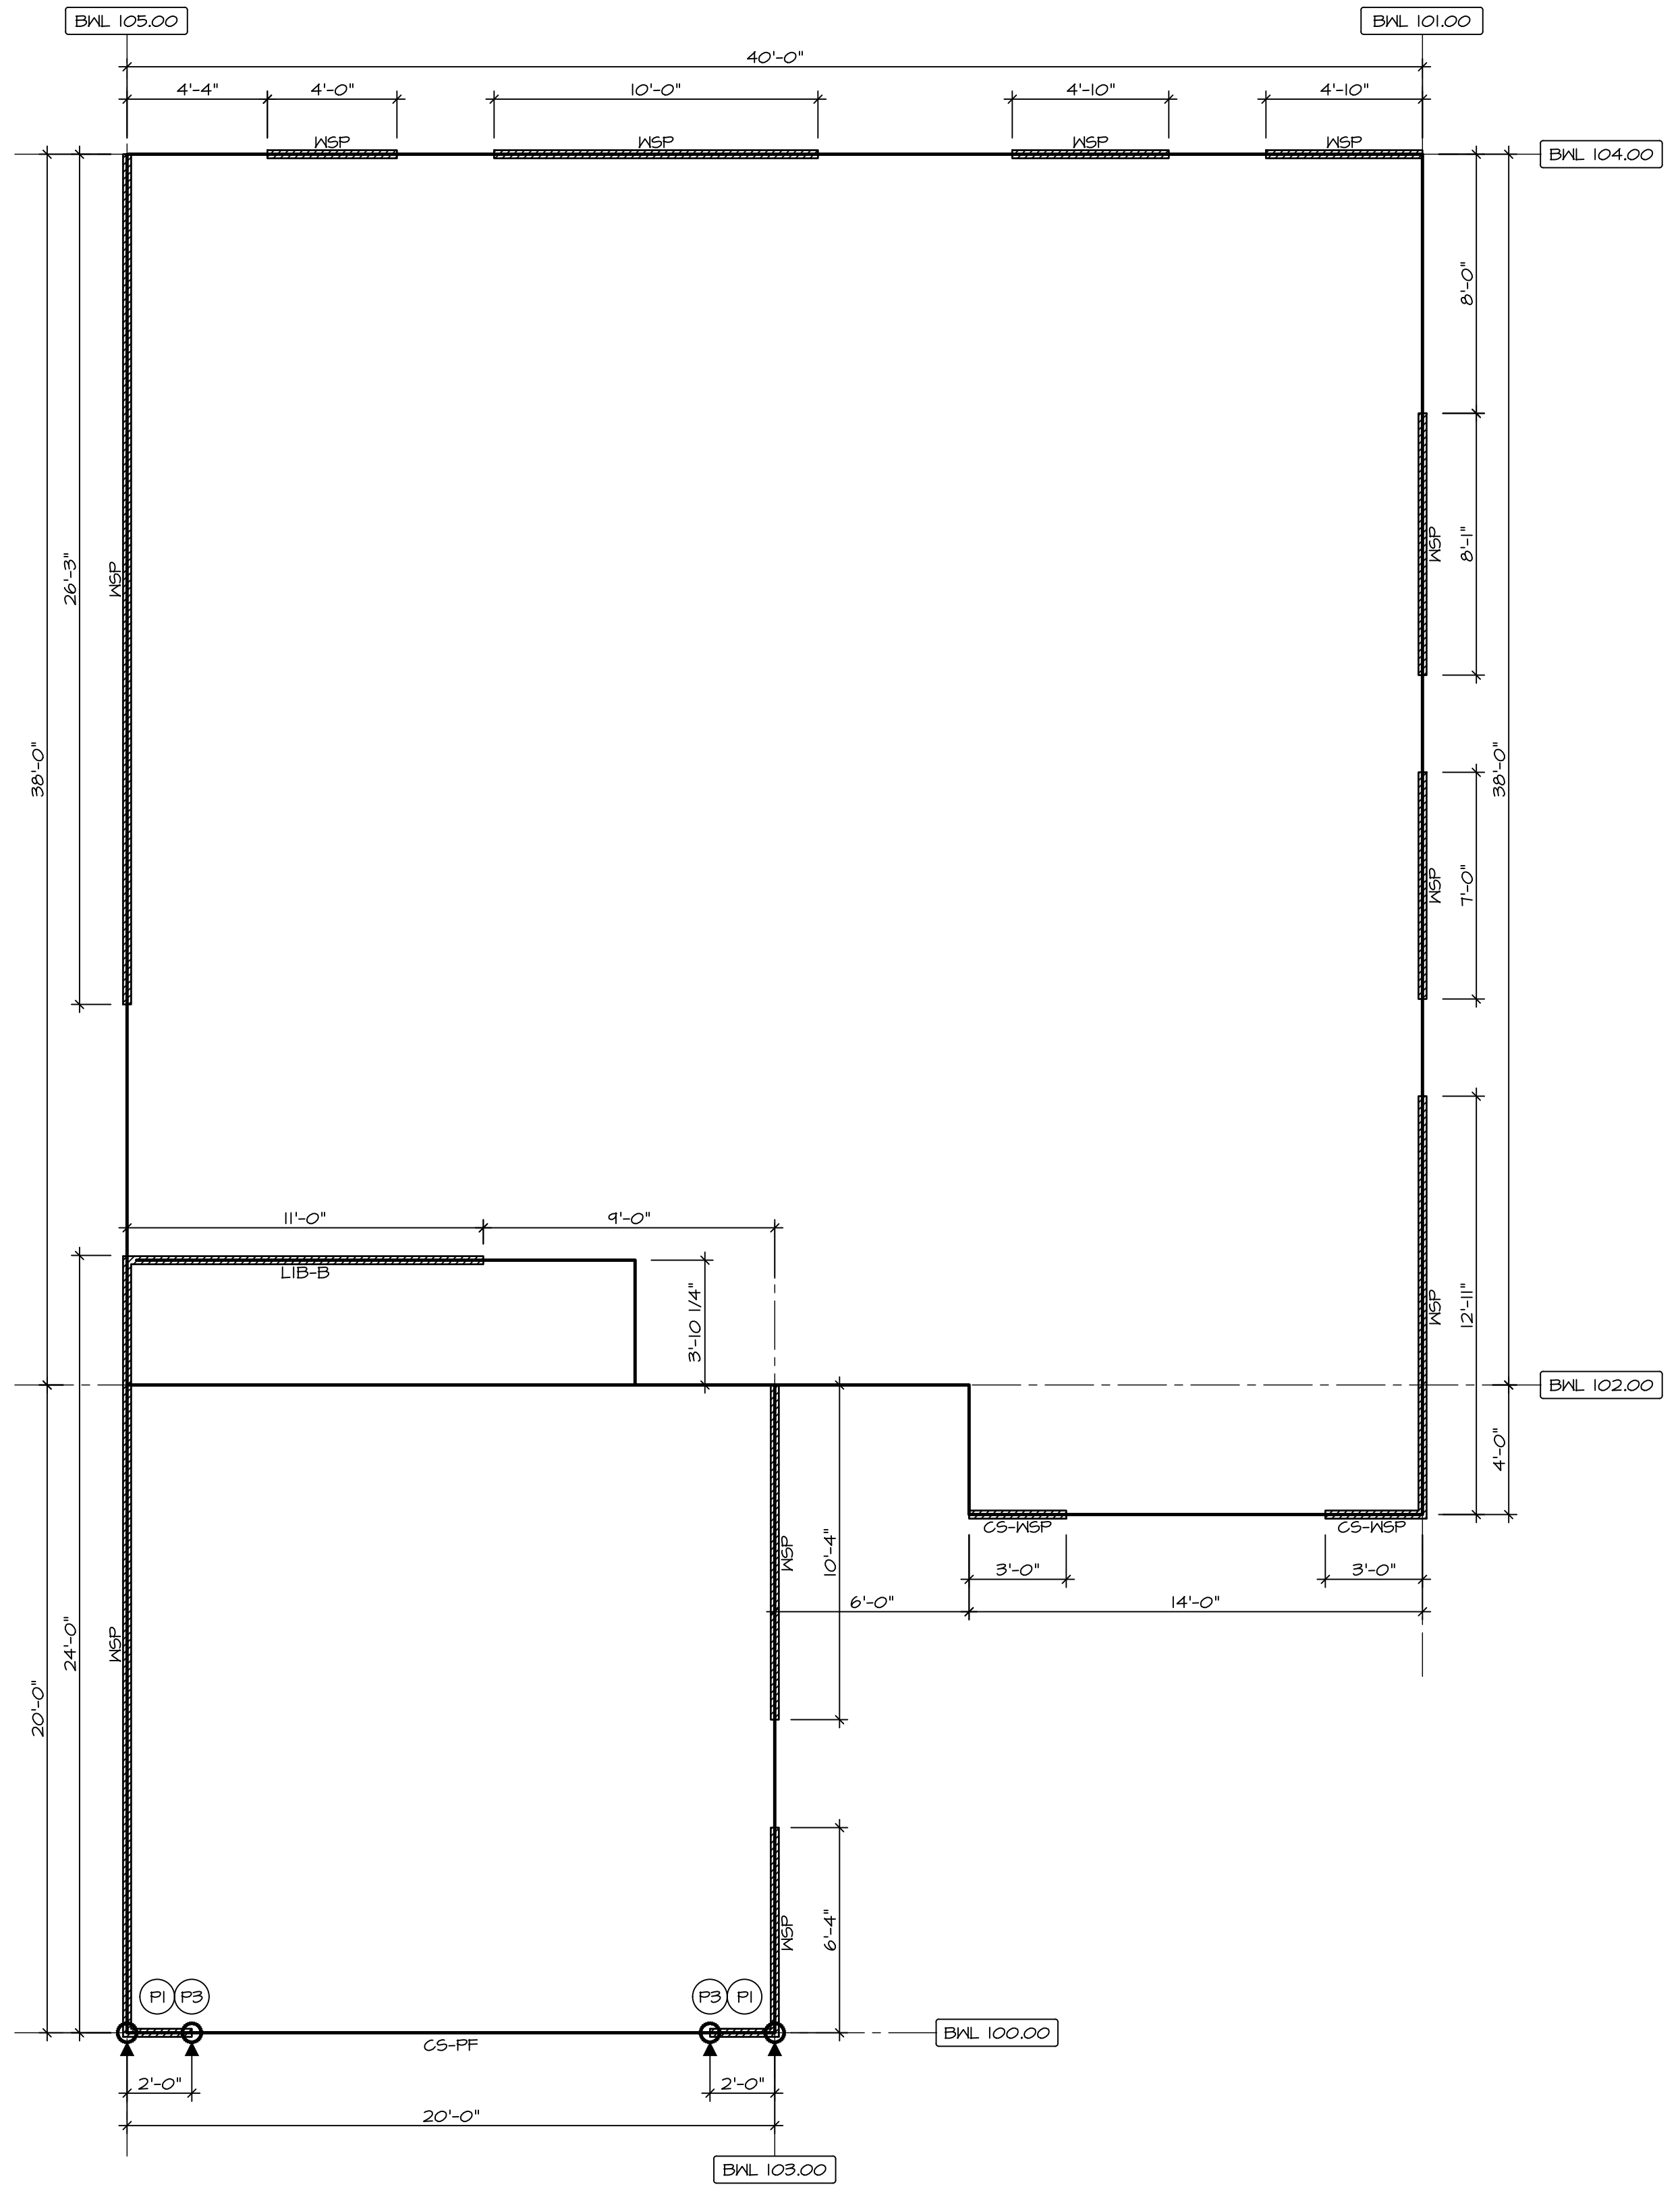 BWL 105.00
BWL 101.00
40'-0"
4'-4"
4'-0"
10'-0"
4'-10"
4'-10"
WSP
WSP
WSP
WSP
BWL 104.00
8'-0"
WSP
8'-1"
26'-3"
WSP
38'-0"
38'-0"
WSP
7'-0"
11'-0"
9'-0"
LIB-B
3'-10 1/4"
WSP
12'-11"
BWL 102.00
4'-0"
CS-WSP
CS-WSP
WSP
10'-4"
3'-0"
3'-0"
6'-0"
14'-0"
24'-0"
WSP
20'-0"
WSP
6'-4"
P1
P3
P3
P1
BWL 100.00
CS-PF
2'-0"
2'-0"
20'-0"
BWL 103.00